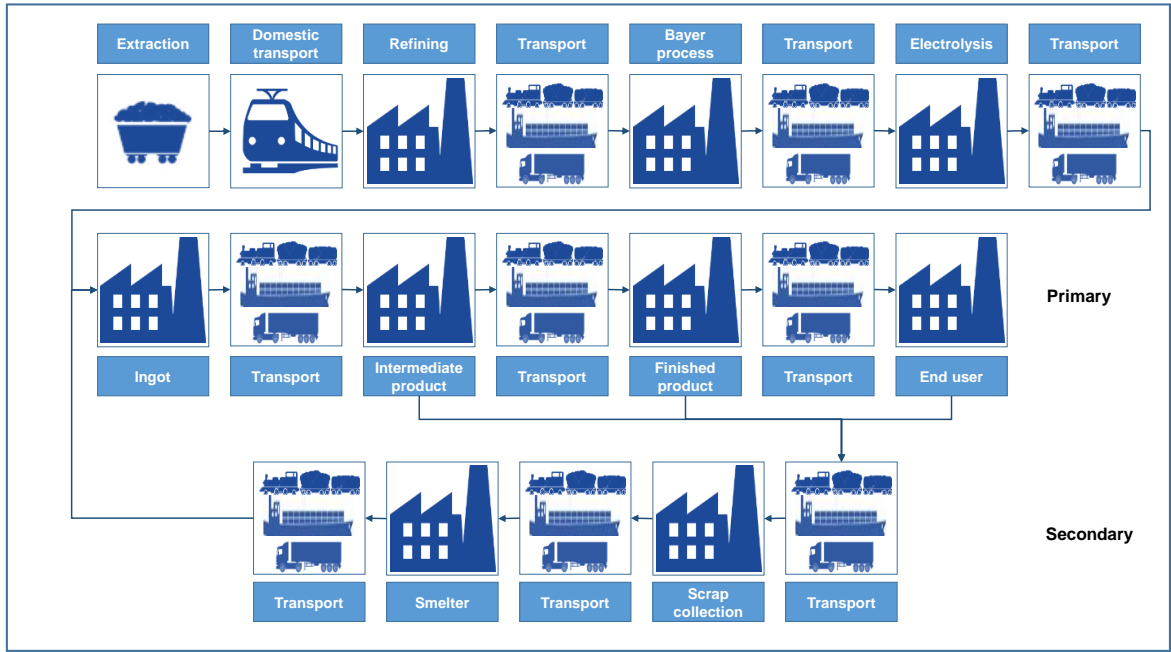 Extraction
Domestic
transport
Refining
Transport
Bayer
process
Transport
Electrolysis
Transport
Primary
Ingot
Transport
Intermediate
product
Transport
Finished
product
Transport
End user
Secondary
Transport
Smelter
Transport
Scrap
collection
Transport